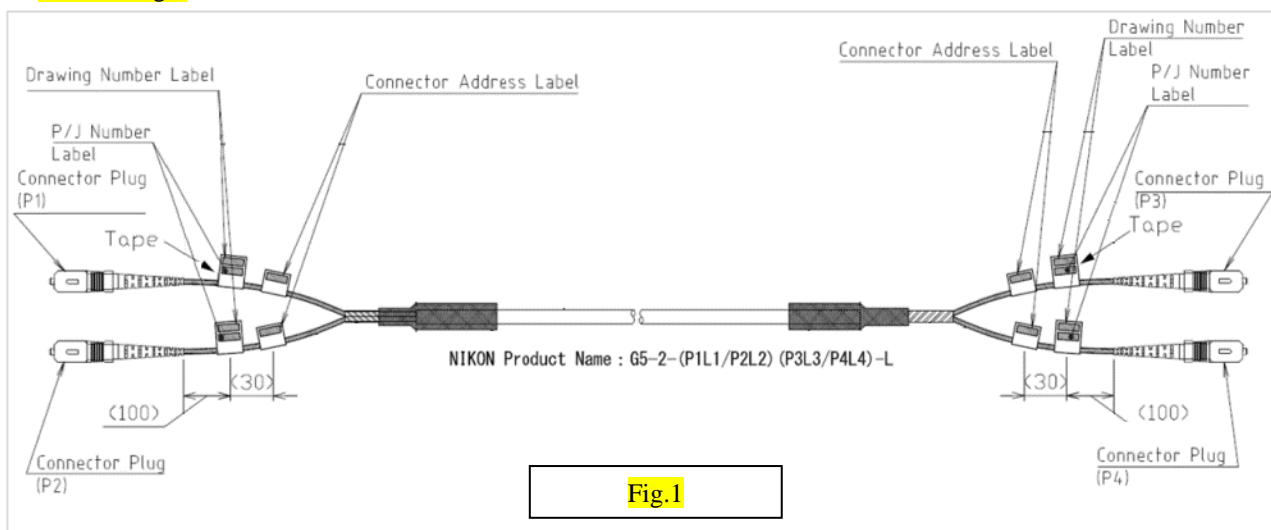 Drawing Number Label
Connector Address Label
P/J Number
Label
Connector Plug
(P1)
Tape
Connector Address Label
Drawing Number
Label
P/J Number
Label
Connector Plug
(P3)
Tape
NIKON Product Name : G5-2-(P1L1/P2L2)(P3L3/P4L4)-L
(30)
(100)
(30)
(100)
Connector Plug
(P2)
Connector Plug
(P4)
Fig.1